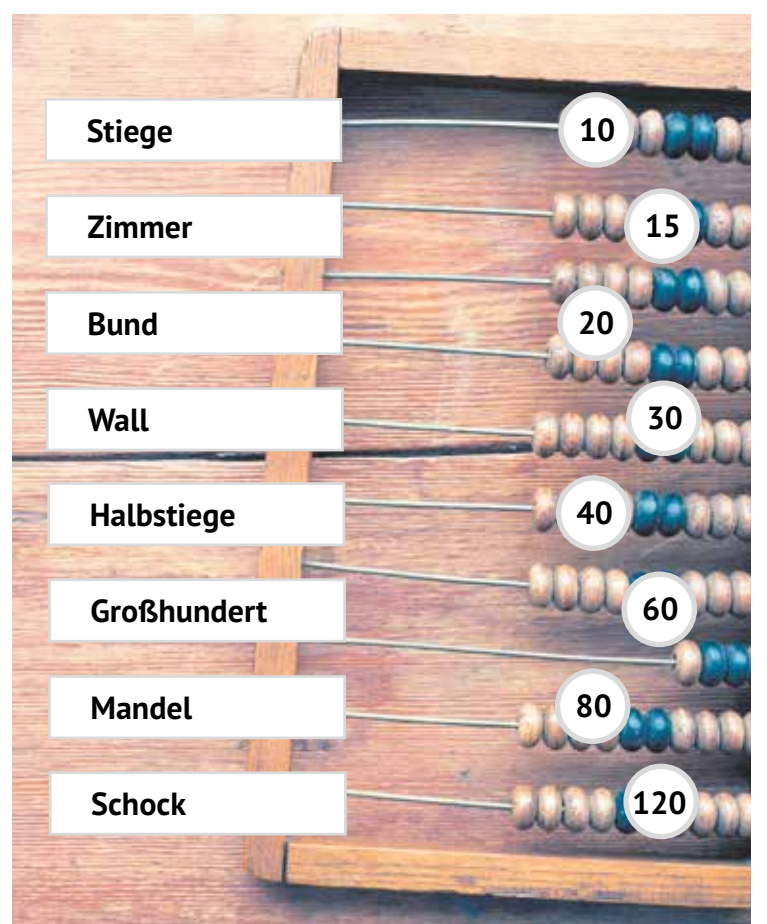 Stiege 10
Zimmer 15
Bund 20
Wall 30
Halbstiege 40
Großhundert 60
Mandel 80
Schock 120